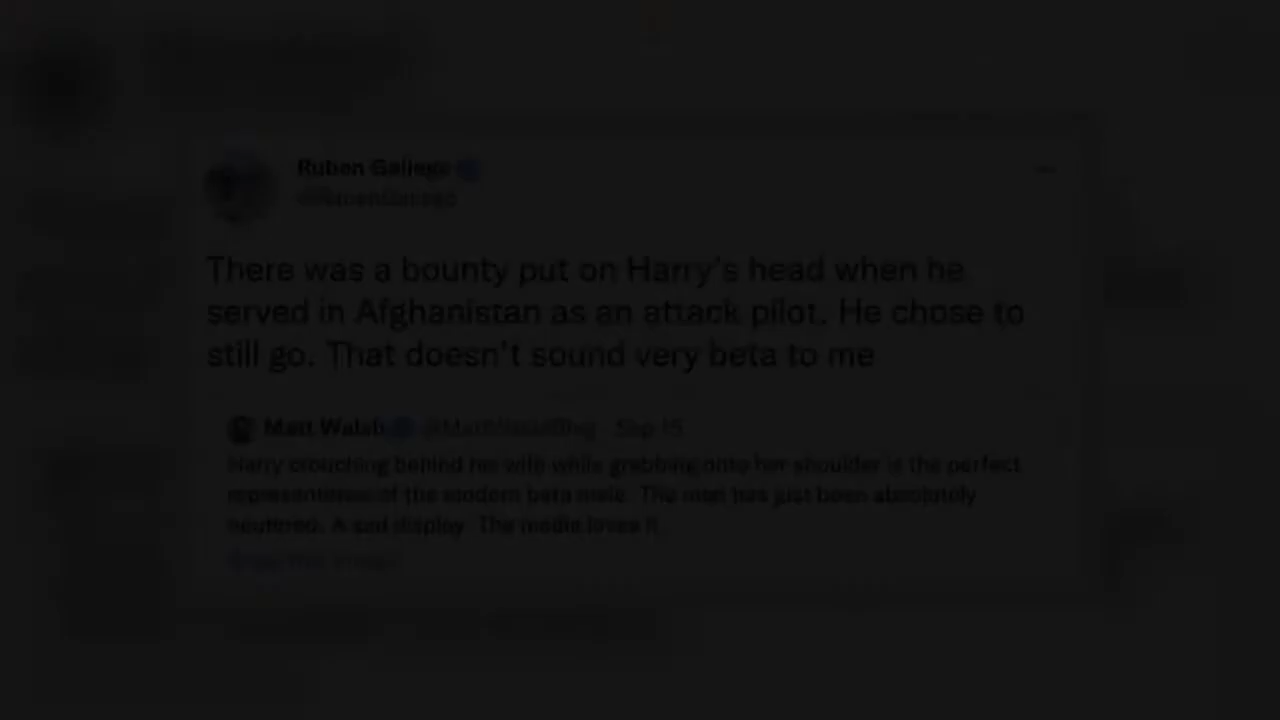 Ruben Gallego
@RubenGallego
There was a bounty put on Harry's head when he
served in Afghanistan as an attack pilot. He chose to
still go. That doesn't sound very beta to me
Matt Walsh @MattWalshBlog · Sep 15
Harry crouching behind his wife while grabbing onto her shoulder is the perfect
representation of the modern beta male. The man has just been absolutely
neutered. A sad display. The media loves it.